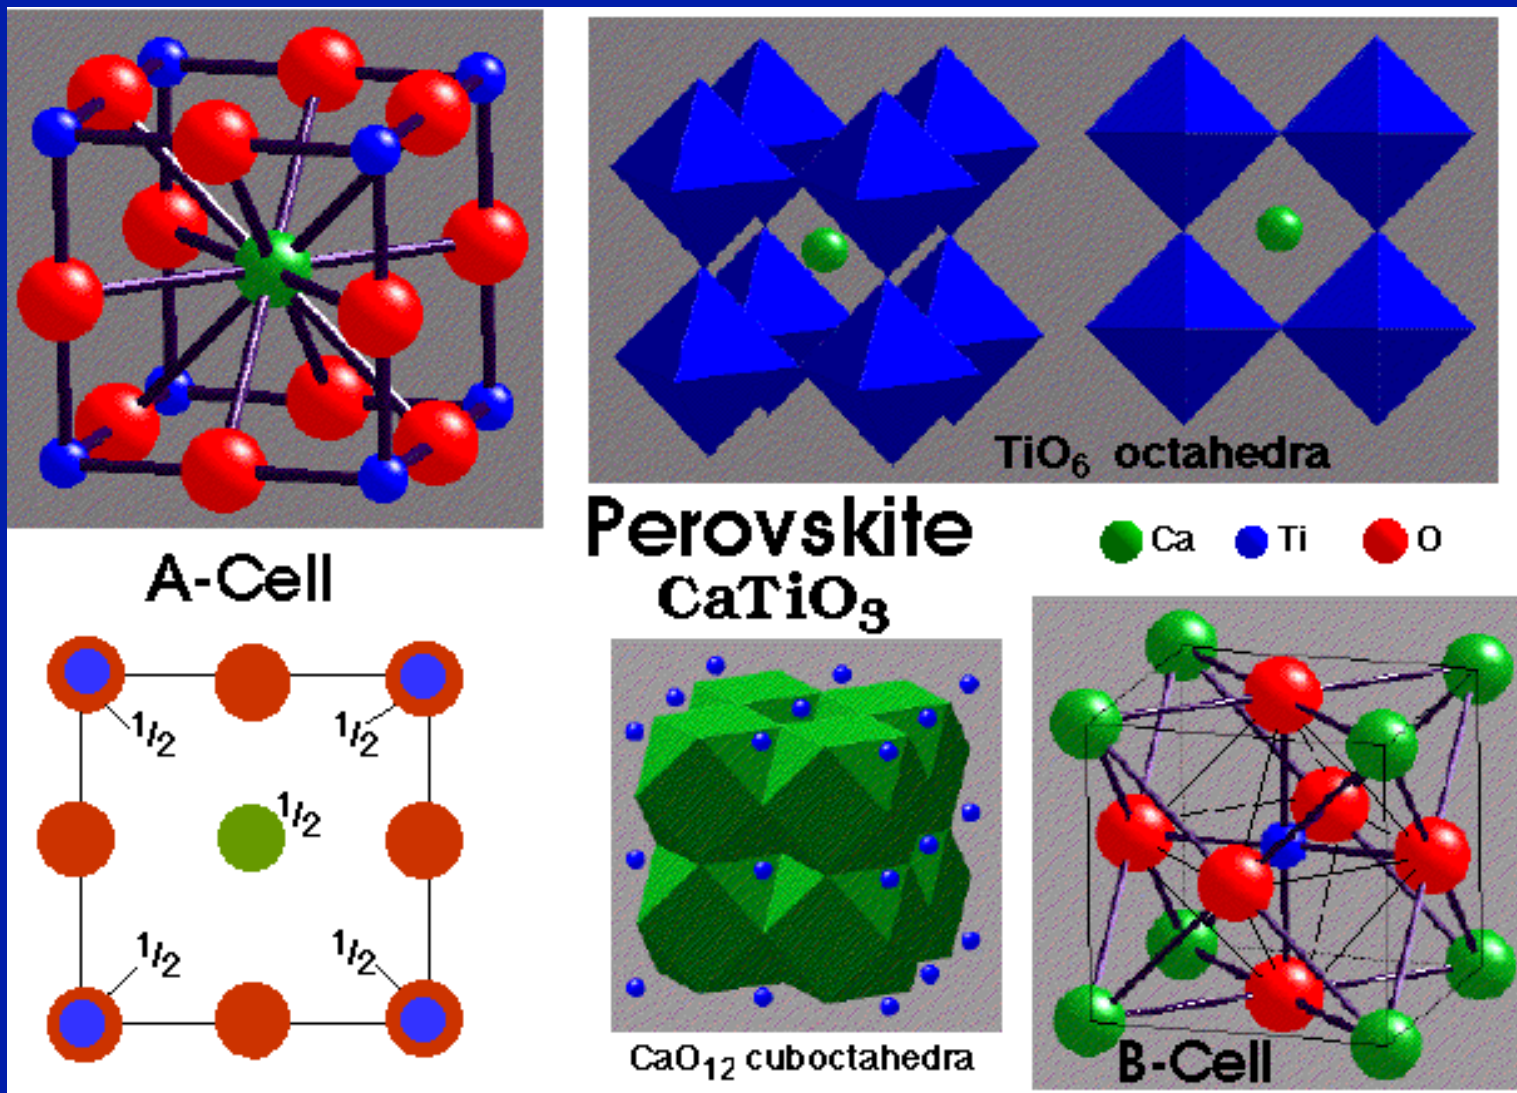 TiO₆ octahedra
Perovskite
CaTiO₃
Ca Ti O
A-Cell
1/2 1/2
1/2
1/2 1/2
CaO₁₂ cuboctahedra
B-Cell